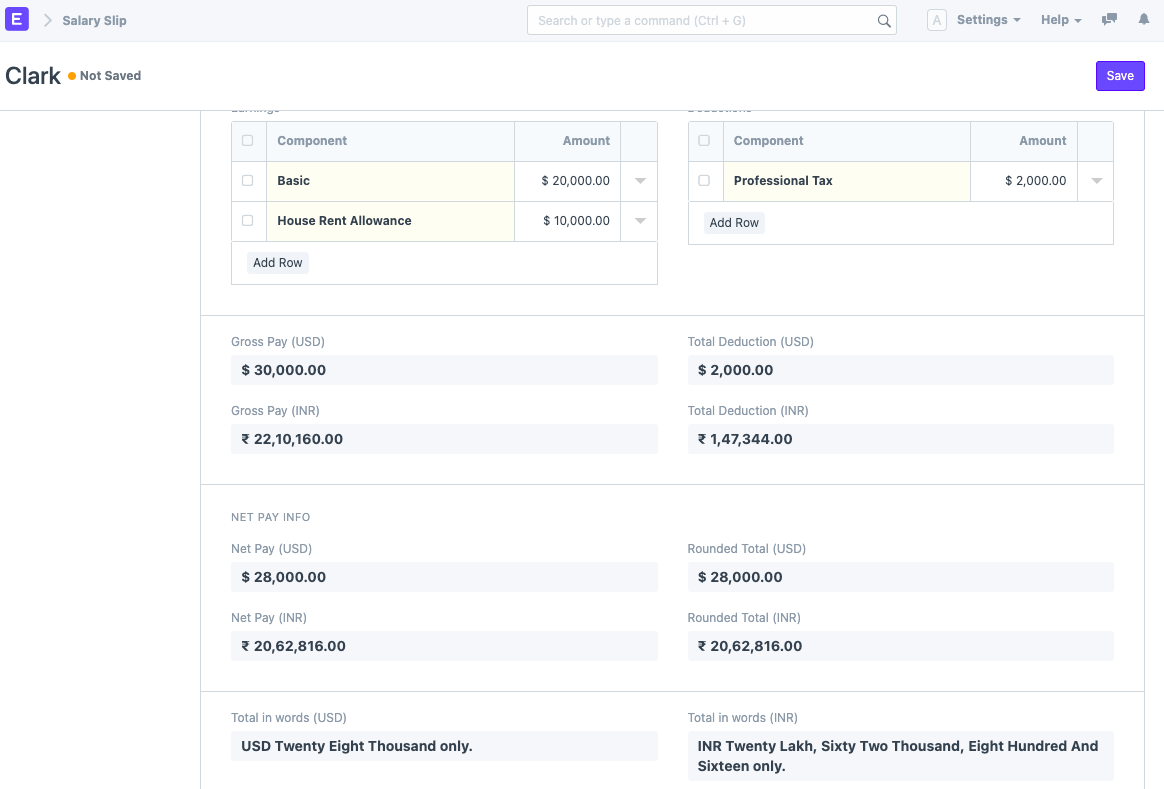 E
Salary Slip
Search or type a command (Ctrl + G)
A
Settings
Help
Clark
Not Saved
Save
Earnings
Component Amount
Basic $ 20,000.00
House Rent Allowance $ 10,000.00
Add Row
Deductions
Component Amount
Professional Tax $ 2,000.00
Add Row
Gross Pay (USD)
$ 30,000.00
Total Deduction (USD)
$ 2,000.00
Gross Pay (INR)
₹ 22,10,160.00
Total Deduction (INR)
₹ 1,47,344.00
NET PAY INFO
Net Pay (USD)
$ 28,000.00
Rounded Total (USD)
$ 28,000.00
Net Pay (INR)
₹ 20,62,816.00
Rounded Total (INR)
₹ 20,62,816.00
Total in words (USD)
USD Twenty Eight Thousand only.
Total in words (INR)
INR Twenty Lakh, Sixty Two Thousand, Eight Hundred And
Sixteen only.